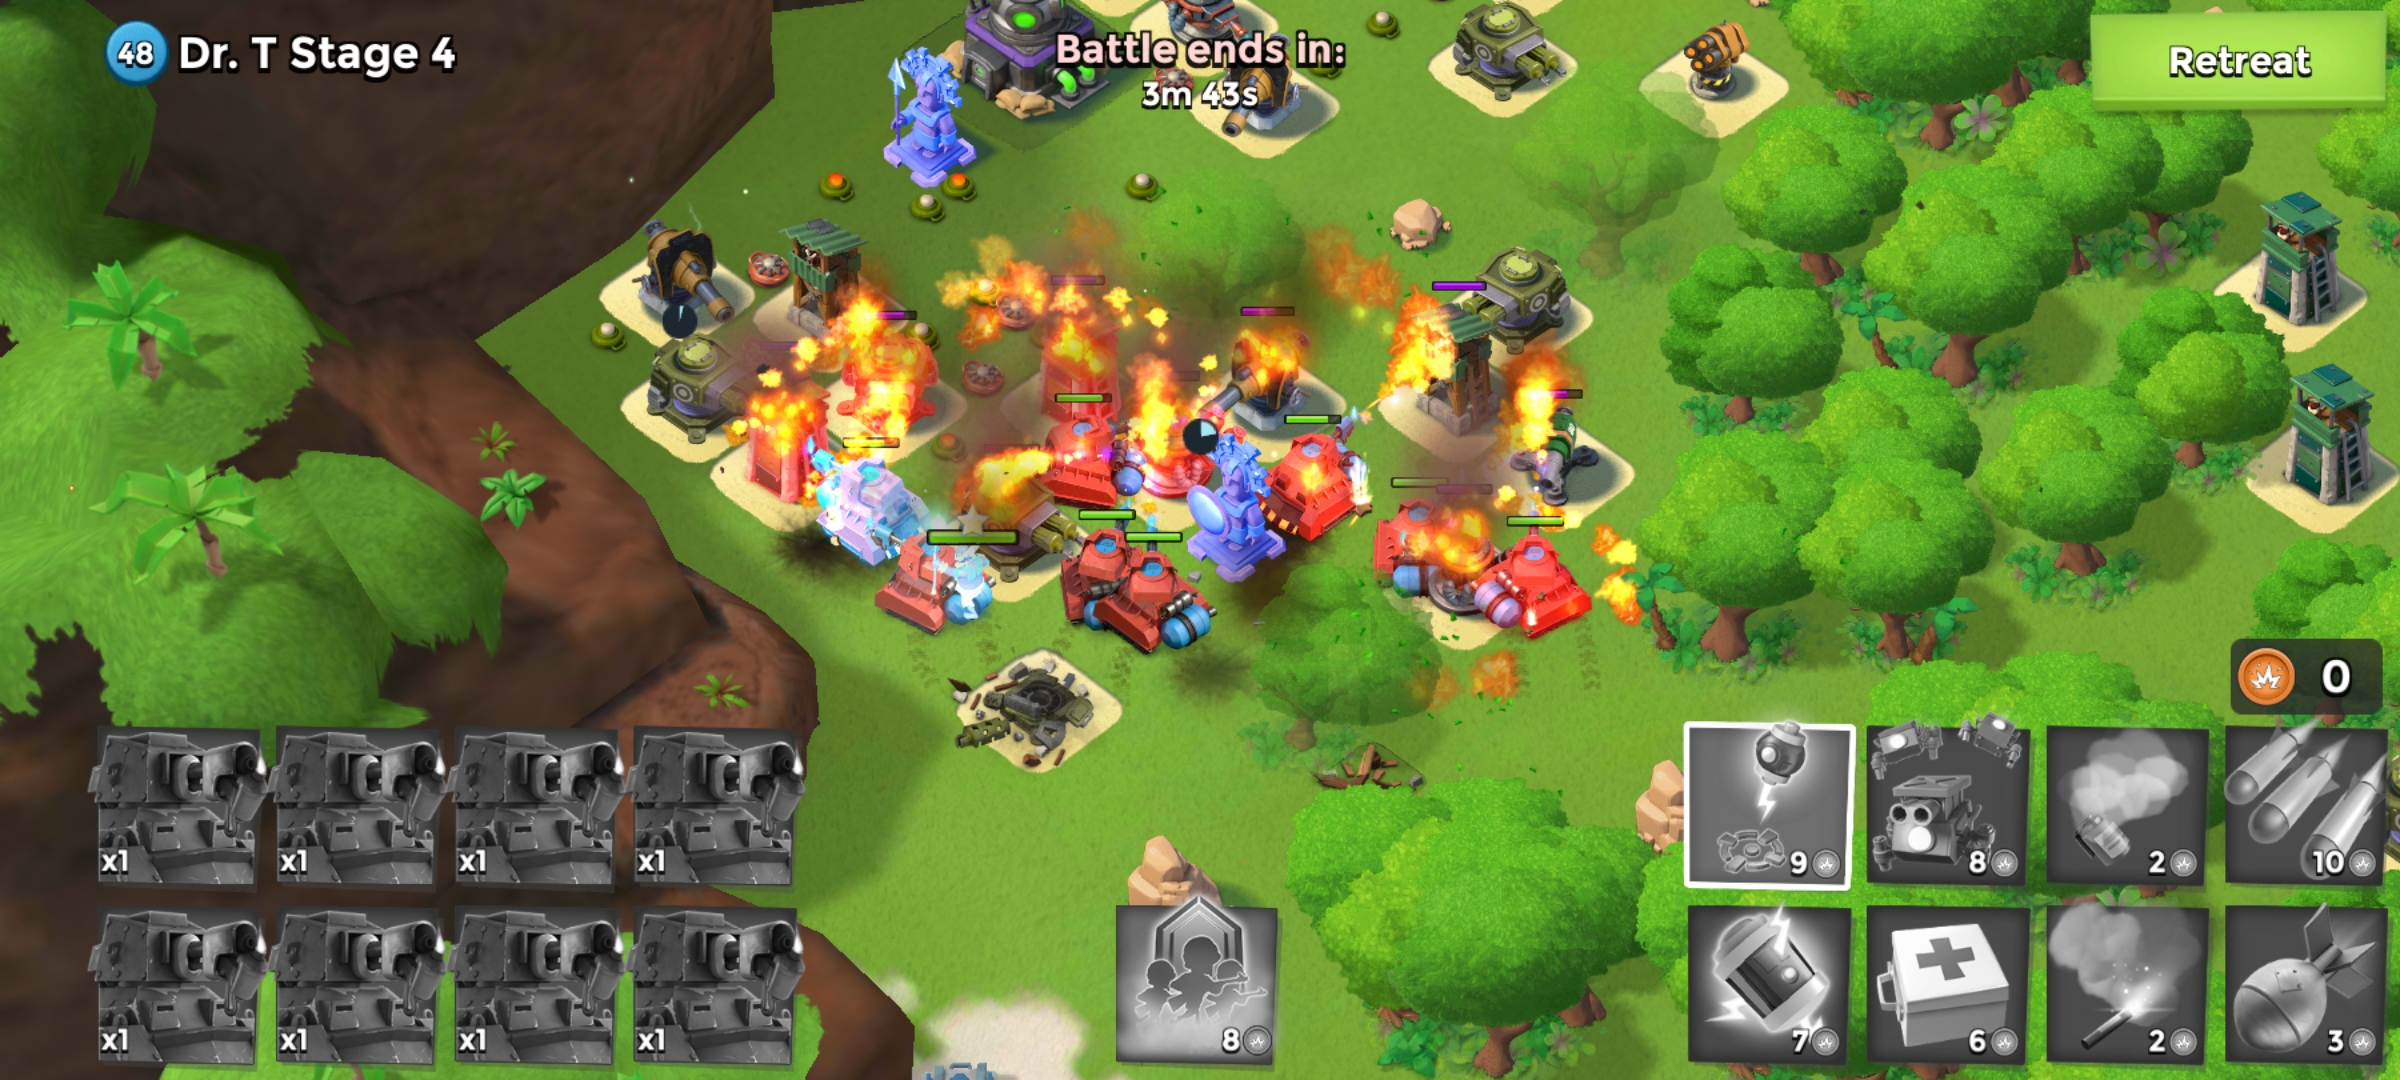 48 Dr. T Stage 4
Battle ends in:
3m 43s
Retreat
0
x1 x1 x1 x1
9 8 2 10
x1 x1 x1 x1
8
7 6 2 3